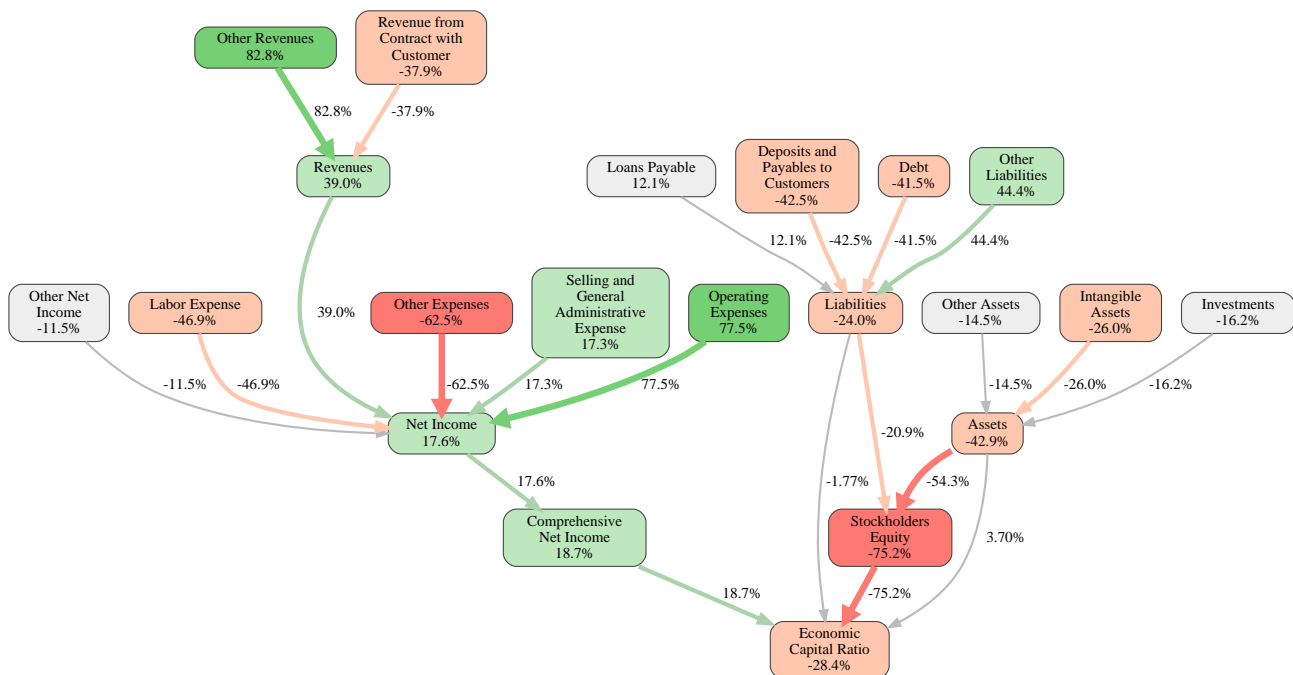 Other Revenues
82.8%
Revenue from
Contract with
Customer
-37.9%
82.8%
-37.9%
Revenues
39.0%
Loans Payable
12.1%
Deposits and
Payables to
Customers
-42.5%
Debt
-41.5%
Other
Liabilities
44.4%
12.1%
-42.5%
-41.5%
44.4%
Other Net
Income
-11.5%
Labor Expense
-46.9%
39.0%
Other Expenses
-62.5%
Selling and
General
Administrative
Expense
17.3%
Operating
Expenses
77.5%
Liabilities
-24.0%
Other Assets
-14.5%
Intangible
Assets
-26.0%
Investments
-16.2%
-11.5%
-46.9%
-62.5%
17.3%
77.5%
-14.5%
-26.0%
-16.2%
Net Income
17.6%
-20.9%
Assets
-42.9%
17.6%
-1.77%
-54.3%
Comprehensive
Net Income
18.7%
Stockholders
Equity
-75.2%
3.70%
18.7%
-75.2%
Economic
Capital Ratio
-28.4%